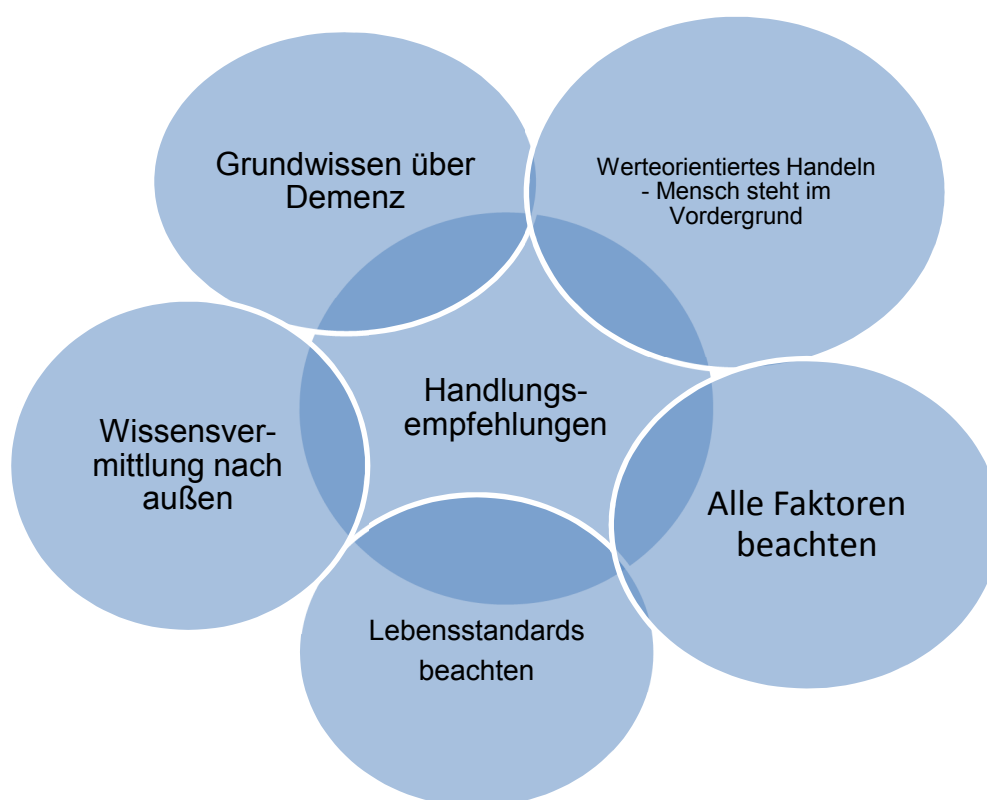 Grundwissen über
Demenz
Werteorientiertes Handeln
- Mensch steht im
Vordergrund
Handlungs-
empfehlungen
Wissensver-
mittlung nach
außen
Alle Faktoren
beachten
Lebensstandards
beachten